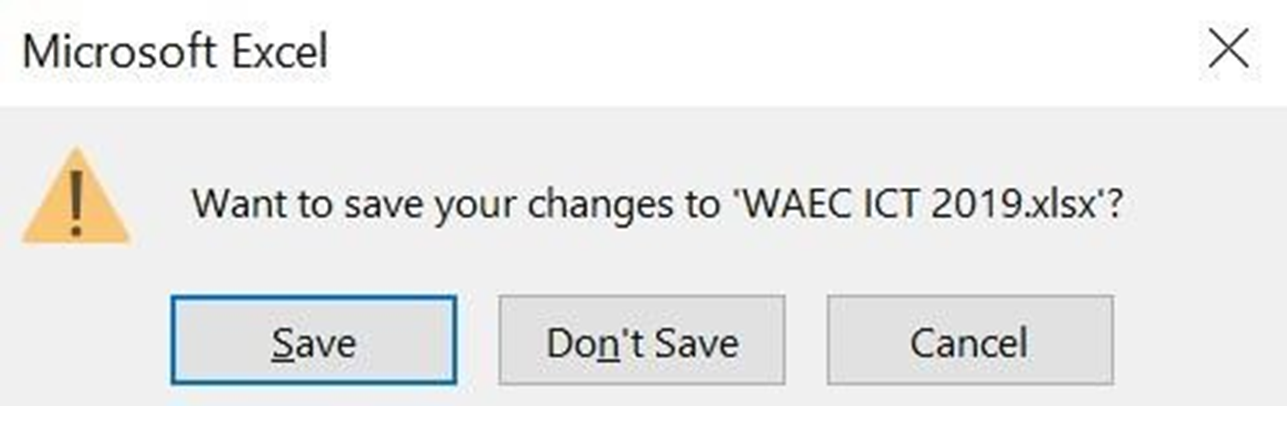 Microsoft Excel
Want to save your changes to 'WAEC ICT 2019.xlsx'?
Save
Don't Save
Cancel